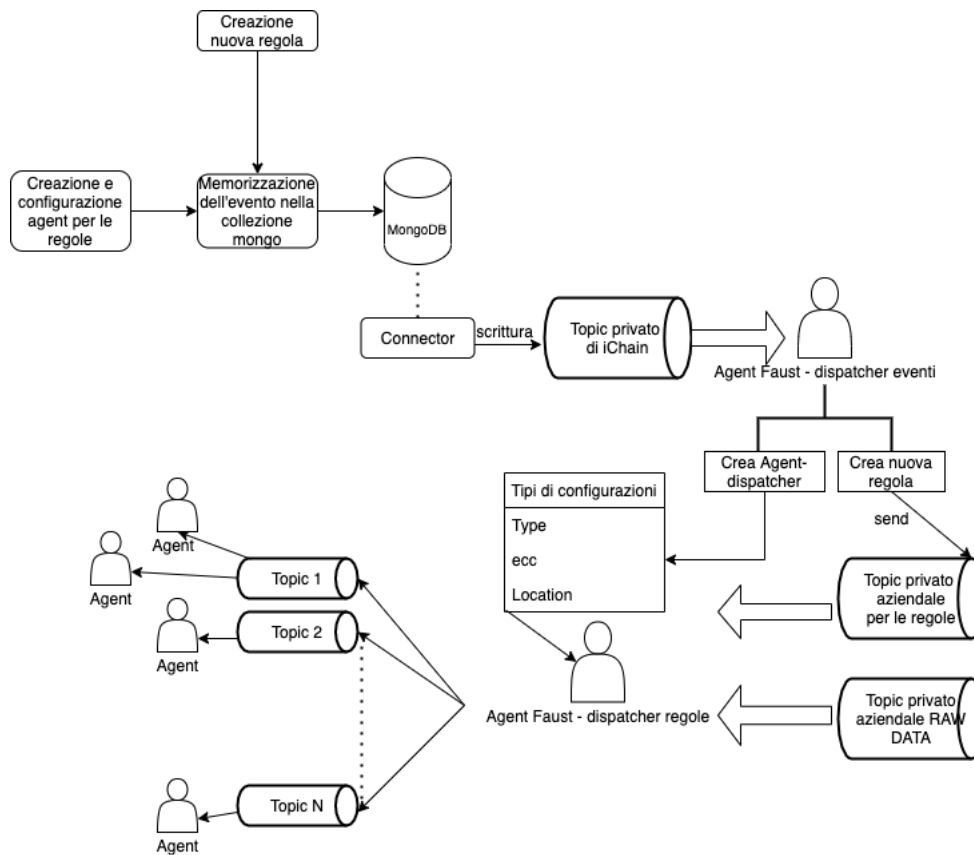 Creazione
nuova regola
Creazione e
configurazione
agent per le
regole
Memorizzazione
dell'evento nella
collezione
mongo
MongoDB
Connector
scrittura
Topic privato
di iChain
Agent Faust - dispatcher eventi
Crea Agent-
dispatcher
Crea nuova
regola
send
Tipi di configurazioni
Type
ecc
Location
Topic privato
aziendale
per le regole
Agent
Agent
Topic 1
Topic 2
Agent
Agent Faust - dispatcher regole
Topic privato
aziendale RAW
DATA
Topic N
Agent